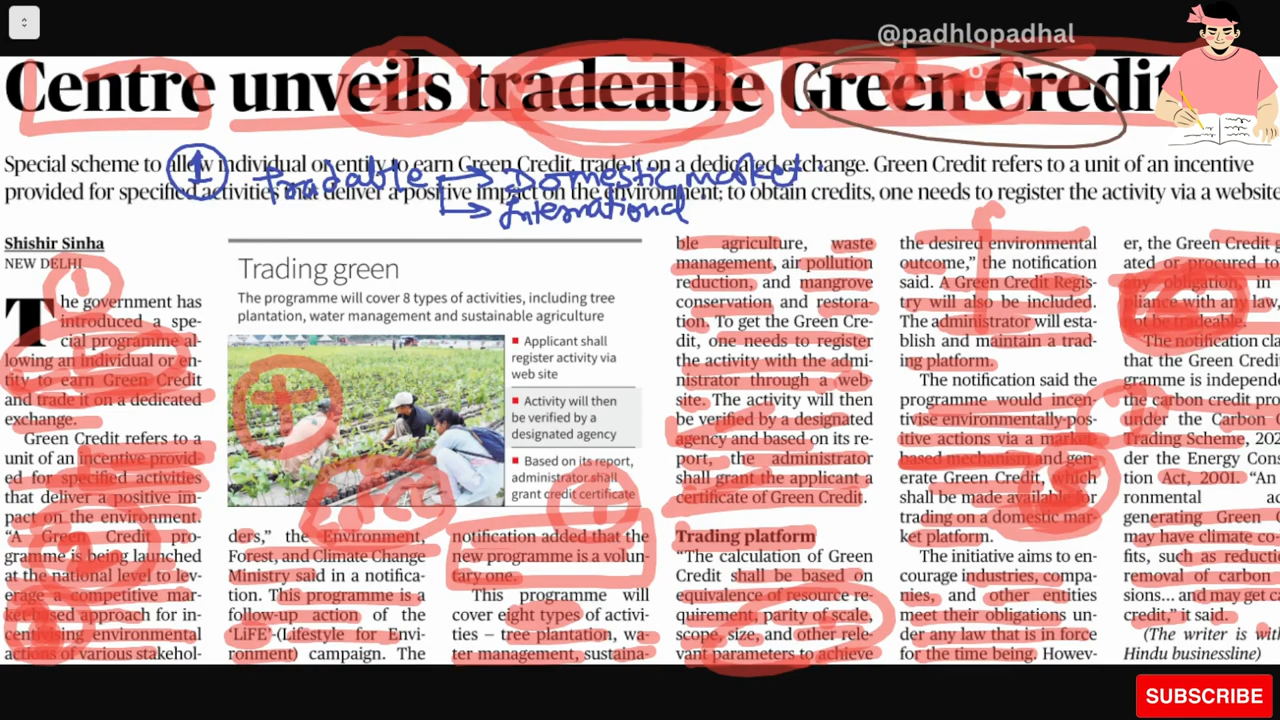 @padhlopadhal
Centre unveils tradeable Green Credit
Special scheme to allow individual or entity to earn Green Credit, trade it on a dedicated exchange. Green Credit refers to a unit of an incentive
provided for specified activities that deliver a positive impact on the environment; to obtain credits, one needs to register the activity via a website
Tradable → Domestic market
→ International
Shishir Sinha
NEW DELHI
The government has
introduced a spe-
cial programme al-
lowing an individual or en-
tity to earn Green Credit
and trade it on a dedicated
exchange.
Green Credit refers to a
unit of an incentive provid-
ed for specified activities
that deliver a positive im-
pact on the environment.
“A Green Credit pro-
gramme is being launched
at the national level to lev-
erage a competitive mar-
ket-based approach for in-
centivising environmental
actions of various stakehol-
Trading green
The programme will cover 8 types of activities, including tree
plantation, water management and sustainable agriculture
Applicant shall
register activity via
web site
Activity will then
be verified by a
designated agency
Based on its report,
administrator shall
grant credit certificate
ders,” the Environment,
Forest, and Climate Change
Ministry said in a notifica-
tion. This programme is a
follow-up action of the
‘LiFE’-(Lifestyle for Envi-
ronment) campaign. The
notification added that the
new programme is a volun-
tary one.
This programme will
cover eight types of activi-
ties – tree plantation, wa-
ter management, sustaina-
ble agriculture, waste
management, air pollution
reduction, and mangrove
conservation and restora-
tion. To get the Green Cre-
dit, one needs to register
the activity with the admi-
nistrator through a web-
site. The activity will then
be verified by a designated
agency and based on its re-
port, the administrator
shall grant the applicant a
certificate of Green Credit.
Trading platform
“The calculation of Green
Credit shall be based on
equivalence of resource re-
quirement, parity of scale,
scope, size, and other rele-
vant parameters to achieve
the desired environmental
outcome,” the notification
said. A Green Credit Regis-
try will also be included.
The administrator will esta-
blish and maintain a trad-
ing platform.
The notification said the
programme would incen-
tivise environmentally-pos-
itive actions via a market-
based mechanism and gen-
erate Green Credit, which
shall be made available for
trading on a domestic mar-
ket platform.
The initiative aims to en-
courage industries, compa-
nies, and other entities
meet their obligations un-
der any law that is in force
for the time being. Howev-
er, the Green Credit g
ated or procured to
any obligation in
pliance with any law,
not be tradeable.
The notification cla
that the Green Credit
gramme is independ
the carbon credit pro
under the Carbon
Trading Scheme, 202
der the Energy Cons
tion Act, 2001. “An
ronmental ac
generating Green
may have climate co-
fits, such as reducti
removal of carbon
sions... and may get ca
credit,” it said.
(The writer is with
Hindu businessline)
SUBSCRIBE